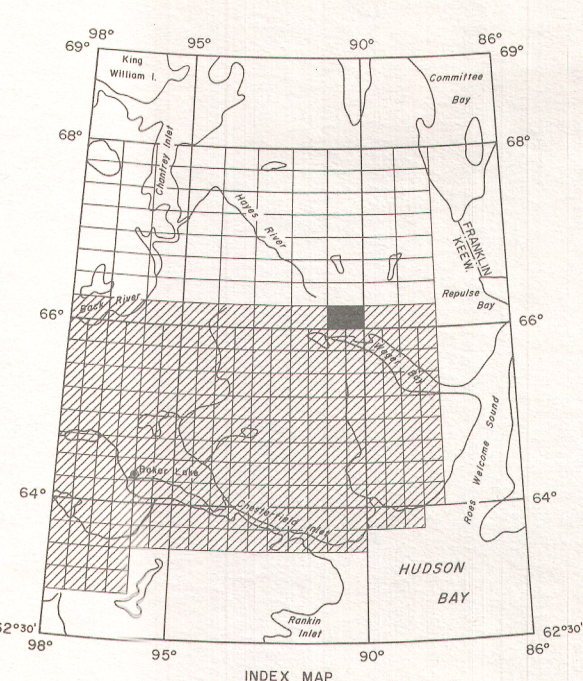 98° 95° 90° 86°
69° 69°
King
William I.
Committee
Bay
68° 68°
Chantrey Inlet
Hayes River
FRANKLIN
KEEW.
Repulse
Bay
Back River
66° 66°
Wager Bay
Roes Welcome Sound
Baker Lake
64° 64°
Chesterfield Inlet
HUDSON
BAY
Rankin
Inlet
2°30' 62°30'
98° 95° 90° 86°
INDEX MAP